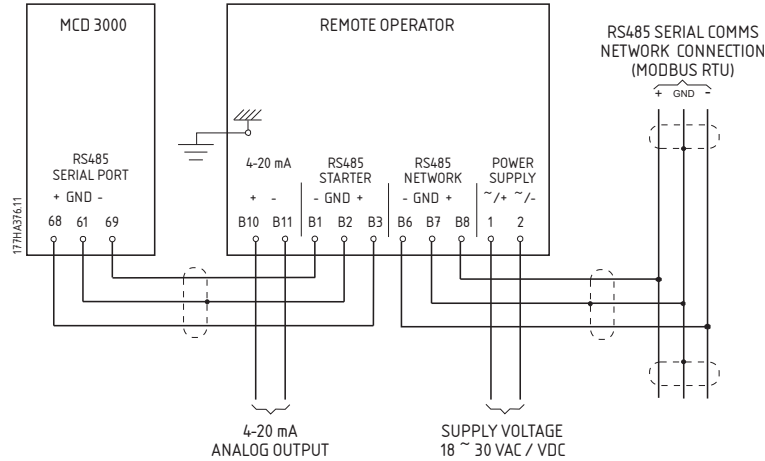 MCD 3000
REMOTE OPERATOR
RS485 SERIAL COMMS
NETWORK CONNECTION
(MODBUS RTU)
+ GND -
RS485
SERIAL PORT
+ GND -
68 61 69
4-20 mA
+ -
B10 B11
RS485
STARTER
- GND +
B1 B2 B3
RS485
NETWORK
- GND +
B6 B7 B8
POWER
SUPPLY
~/+ ~/-
1 2
177HA376.11
4-20 mA
ANALOG OUTPUT
SUPPLY VOLTAGE
18 ~ 30 VAC / VDC